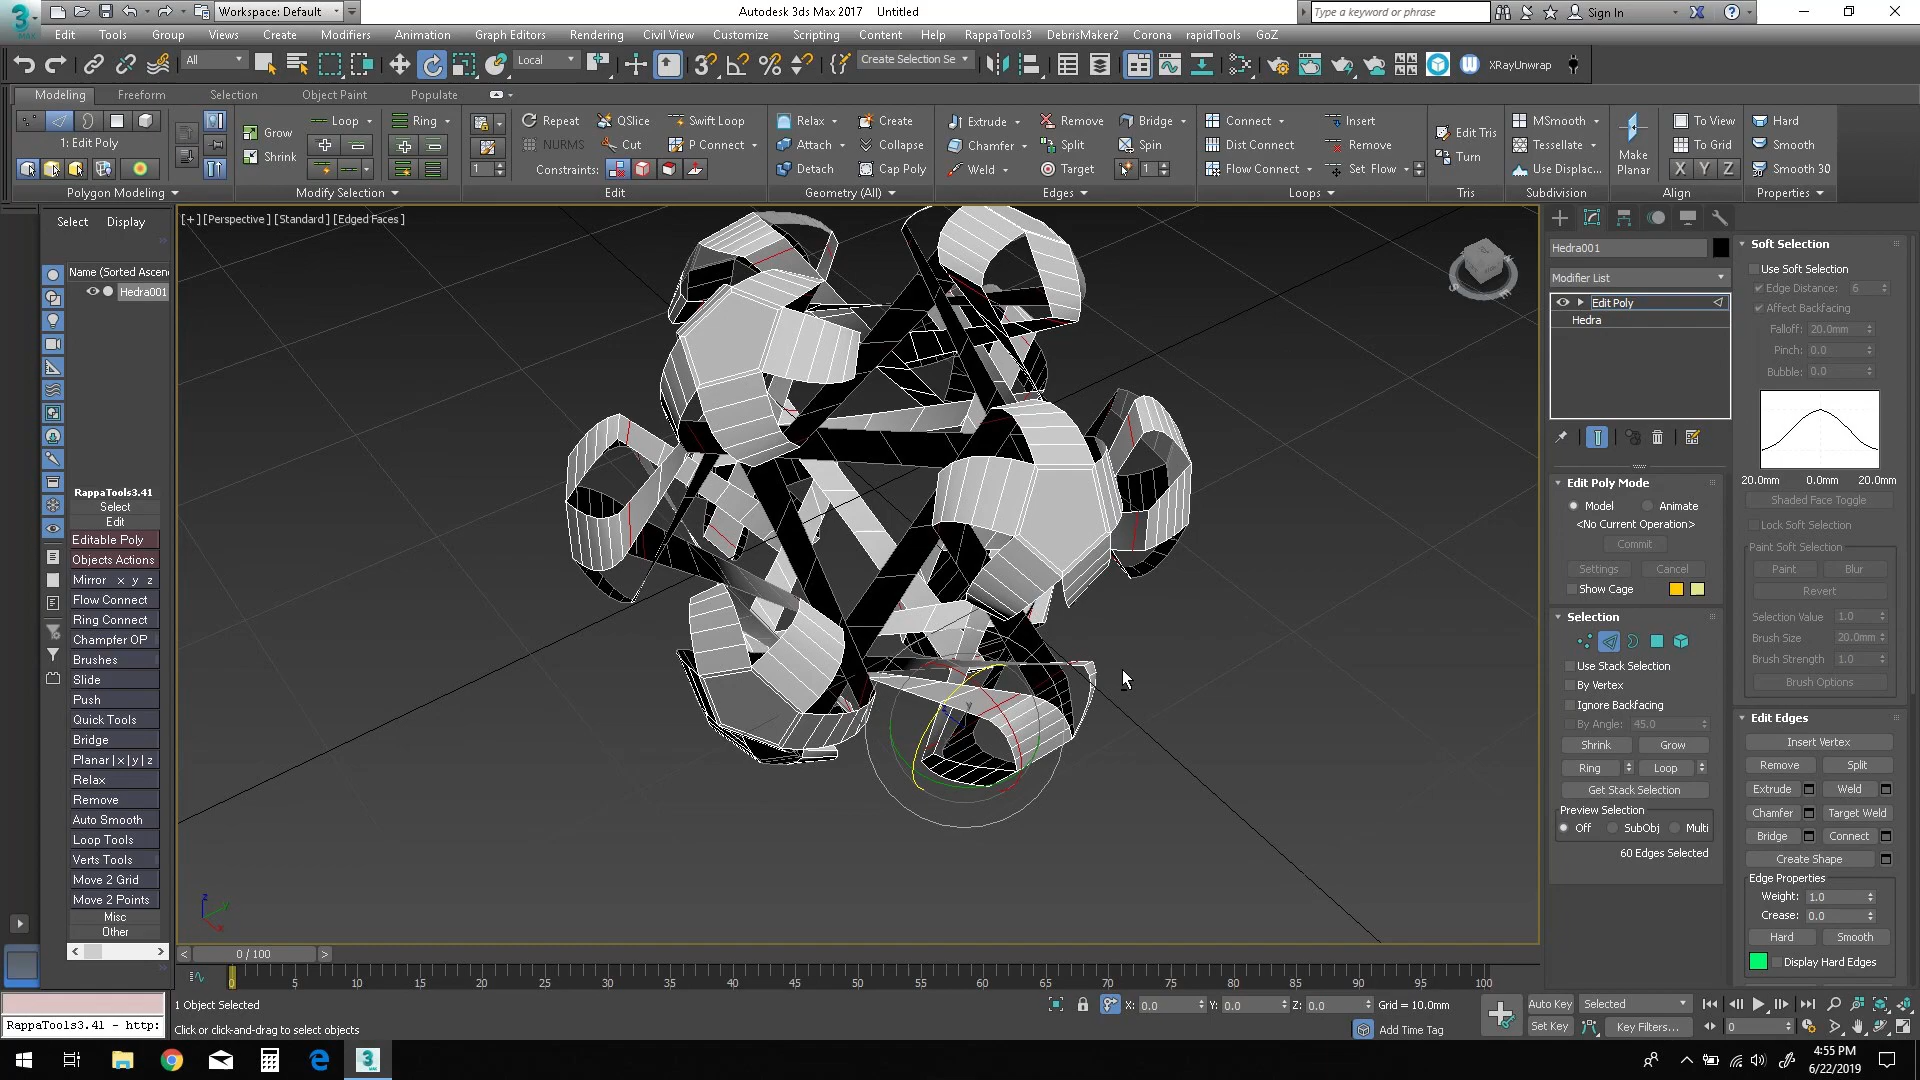 Workspace: Default
Autodesk 3ds Max 2017 Untitled
Type a keyword or phrase
Sign In
3
MAX
Edit Tools Group Views Create Modifiers Animation Graph Editors Rendering Civil View Customize Scripting Content Help RappaTools3 DebrisMaker2 Corona rapidTools GoZ
All
Local
Create Selection Se
XRayUnwrap
Modeling Freeform Selection Object Paint Populate
Loop Ring Repeat QSlice Swift Loop Relax Create Extrude Remove Bridge Connect Insert MSmooth To View Hard
1: Edit Poly Grow NURMS Cut P Connect Attach Collapse Chamfer Split Spin Dist Connect Remove Edit Tris Tessellate To Grid Smooth
Shrink 1 Constraints: Detach Cap Poly Weld Target 1 Flow Connect Set Flow Turn Use Displac... Make Planar X Y Z Smooth 30
Polygon Modeling Modify Selection Edit Geometry (All) Edges Loops Tris Subdivision Align Properties
Select Display
Name (Sorted Ascen
Hedra001
RappaTools3.41
Select
Edit
Editable Poly
Objects Actions
Mirror x y z
Flow Connect
Ring Connect
Champfer OP
Brushes
Slide
Push
Quick Tools
Bridge
Planar|x|y|z
Relax
Remove
Auto Smooth
Loop Tools
Verts Tools
Move 2 Grid
Move 2 Points
Misc
Other
[+] [Perspective ] [Standard ] [Edged Faces ]
y
z
y
x
Hedra001
Modifier List
Edit Poly
Hedra
Edit Poly Mode
Model Animate
<No Current Operation>
Commit
Settings Cancel
Show Cage
Selection
Use Stack Selection
By Vertex
Ignore Backfacing
By Angle: 45.0
Shrink Grow
Ring Loop
Get Stack Selection
Preview Selection
Off SubObj Multi
60 Edges Selected
Soft Selection
Use Soft Selection
Edge Distance: 6
Affect Backfacing
Falloff: 20.0mm
Pinch: 0.0
Bubble: 0.0
20.0mm 0.0mm 20.0mm
Shaded Face Toggle
Lock Soft Selection
Paint Soft Selection
Paint Blur
Revert
Selection Value 1.0
Brush Size 20.0mm
Brush Strength 1.0
Brush Options
Edit Edges
Insert Vertex
Remove Split
Extrude Weld
Chamfer Target Weld
Bridge Connect
Create Shape
Edge Properties
Weight: 1.0
Crease: 0.0
Hard Smooth
Display Hard Edges
< 0 / 100 >
0 5 10 15 20 25 30 35 40 45 50 55 60 65 70 75 80 85 90 95 100
1 Object Selected
X: 0.0 Y: 0.0 Z: 0.0 Grid = 10.0mm
Auto Key Selected
RappaTools3.41 - http:
Click or click-and-drag to select objects
Add Time Tag
Set Key Key Filters... 0
3
MAX
4:55 PM
6/22/2019